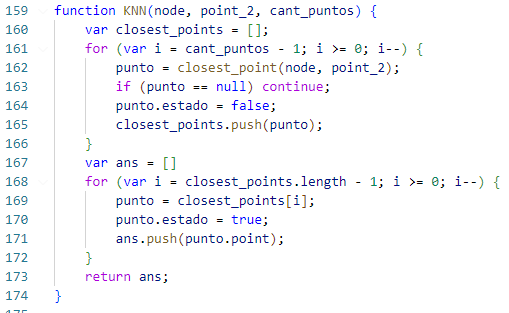 159 function KNN(node, point_2, cant_puntos) {
160     var closest_points = [];
161     for (var i = cant_puntos - 1; i >= 0; i--) {
162         punto = closest_point(node, point_2);
163         if (punto == null) continue;
164         punto.estado = false;
165         closest_points.push(punto);
166     }
167     var ans = []
168     for (var i = closest_points.length - 1; i >= 0; i--) {
169         punto = closest_points[i];
170         punto.estado = true;
171         ans.push(punto.point);
172     }
173     return ans;
174 }